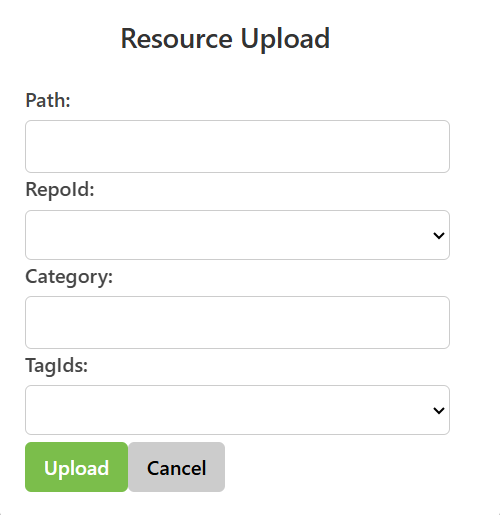 Resource Upload
Path:
RepoId:
Category:
TagIds:
Upload Cancel